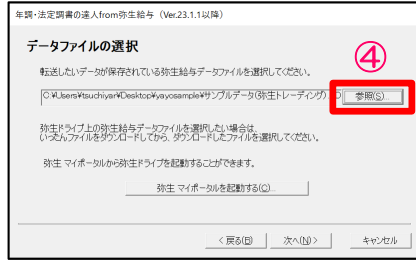 年調・法定調書の達人from弥生給与（Ver.23.1.1以降）
データファイルの選択
④
転送したいデータが保存されている弥生給与データファイルを選択してください。
C:¥Users¥tsuchiyar¥Desktop¥yayosample¥サンプルデータ(弥生トレーディング)
参照(S)...
弥生ドライブ上の弥生給与データファイルを選択したい場合は、
いったんファイルをダウンロードしてから、ダウンロードしたファイルを選択してください。
弥生 マイポータルから弥生ドライブを起動することができます。
弥生 マイポータルを起動する(O)...
< 戻る(B)
次へ(N) >
キャンセル